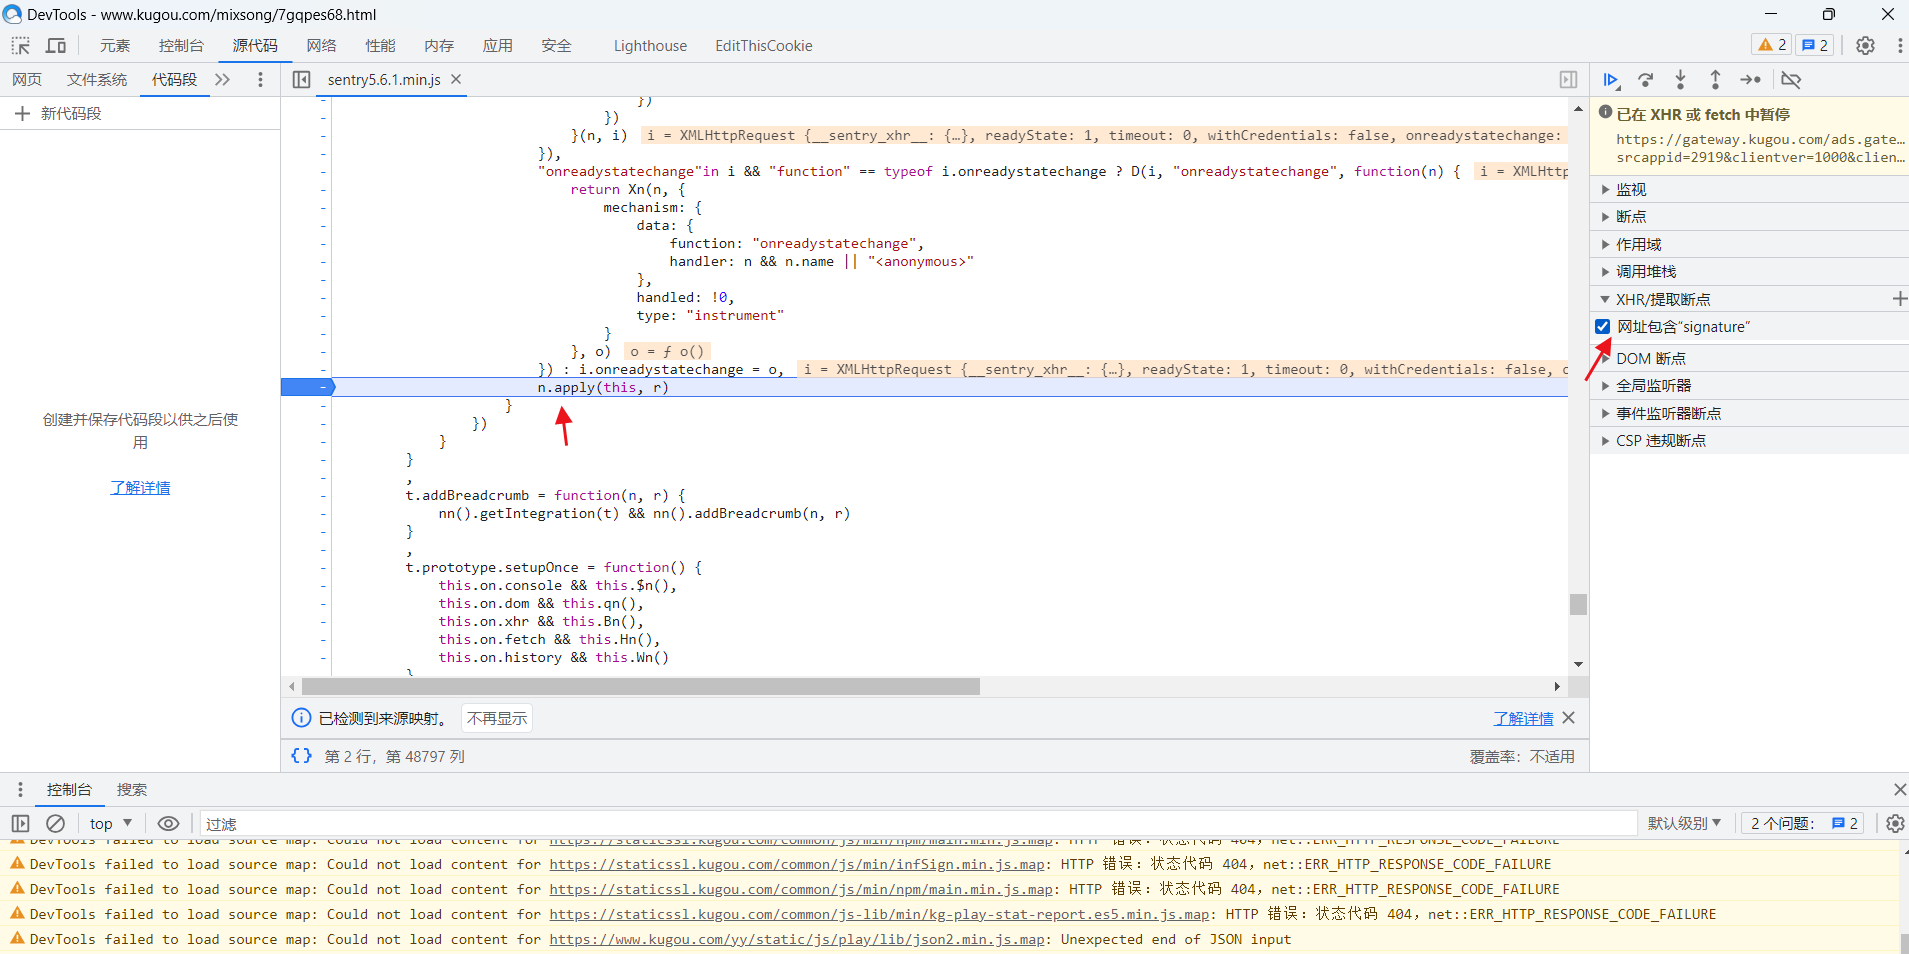 DevTools - www.kugou.com/mixsong/7gqpes68.html
元素 控制台 源代码 网络 性能 内存 应用 安全 Lighthouse EditThisCookie 2 2
网页 文件系统 代码段 sentry5.6.1.min.js
新代码段
创建并保存代码段以供之后使
用
了解详情
})
})
}(n, i) i = XMLHttpRequest {__sentry_xhr__: {…}, readyState: 1, timeout: 0, withCredentials: false, onreadystatechange:
}),
"onreadystatechange"in i && "function" == typeof i.onreadystatechange ? D(i, "onreadystatechange", function(n) { i = XMLHttp
return Xn(n, {
mechanism: {
data: {
function: "onreadystatechange",
handler: n && n.name || "<anonymous>"
},
handled: !0,
type: "instrument"
}
}, o) o = ƒ o()
}) : i.onreadystatechange = o, i = XMLHttpRequest {__sentry_xhr__: {…}, readyState: 1, timeout: 0, withCredentials: false, o
n.apply(this, r)
}
})
}
}
,
t.addBreadcrumb = function(n, r) {
nn().getIntegration(t) && nn().addBreadcrumb(n, r)
}
,
t.prototype.setupOnce = function() {
this.on.console && this.$n(),
this.on.dom && this.qn(),
this.on.xhr && this.Bn(),
this.on.fetch && this.Hn(),
this.on.history && this.Wn()
已检测到来源映射。 不再显示 了解详情
{} 第 2 行，第 48797 列 覆盖率：不适用
已在 XHR 或 fetch 中暂停
https://gateway.kugou.com/ads.gate…
srcappid=2919&clientver=1000&clien…
监视
断点
作用域
调用堆栈
XHR/提取断点
网址包含“signature”
DOM 断点
全局监听器
事件监听器断点
CSP 违规断点
控制台 搜索
top 过滤 默认级别 2 个问题： 2
DevTools failed to load source map: Could not load content for https://staticssl.kugou.com/common/js/min/npm/main.min.js.map: HTTP 错误：状态代码 404，net::ERR_HTTP_RESPONSE_CODE_FAILURE
DevTools failed to load source map: Could not load content for https://staticssl.kugou.com/common/js/min/infSign.min.js.map: HTTP 错误：状态代码 404，net::ERR_HTTP_RESPONSE_CODE_FAILURE
DevTools failed to load source map: Could not load content for https://staticssl.kugou.com/common/js/min/npm/main.min.js.map: HTTP 错误：状态代码 404，net::ERR_HTTP_RESPONSE_CODE_FAILURE
DevTools failed to load source map: Could not load content for https://staticssl.kugou.com/common/js-lib/min/kg-play-stat-report.es5.min.js.map: HTTP 错误：状态代码 404，net::ERR_HTTP_RESPONSE_CODE_FAILURE
DevTools failed to load source map: Could not load content for https://www.kugou.com/yy/static/js/play/lib/json2.min.js.map: Unexpected end of JSON input